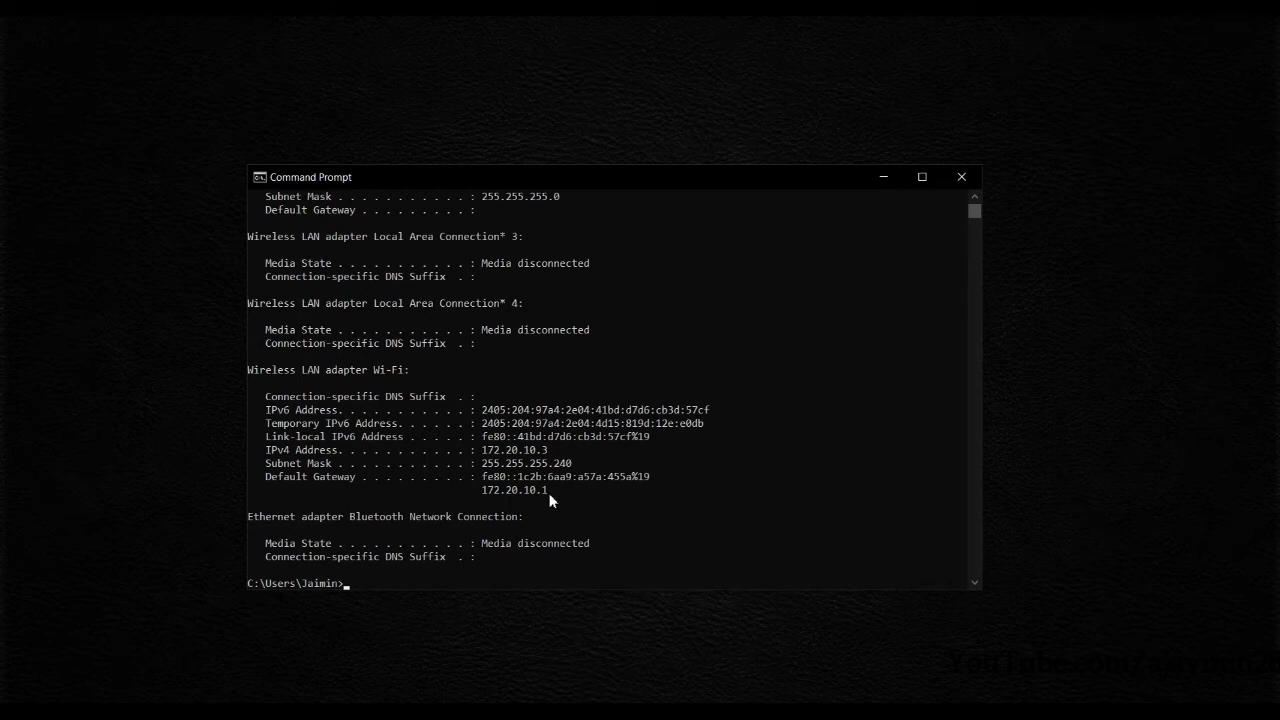 Command Prompt
Subnet Mask . . . . . . . . . . . : 255.255.255.0
Default Gateway . . . . . . . . . :
Wireless LAN adapter Local Area Connection* 3:
Media State . . . . . . . . . . . : Media disconnected
Connection-specific DNS Suffix  . :
Wireless LAN adapter Local Area Connection* 4:
Media State . . . . . . . . . . . : Media disconnected
Connection-specific DNS Suffix  . :
Wireless LAN adapter Wi-Fi:
Connection-specific DNS Suffix  . :
IPv6 Address. . . . . . . . . . . : 2405:204:97a4:2e04:41bd:d7d6:cb3d:57cf
Temporary IPv6 Address. . . . . . : 2405:204:97a4:2e04:4d15:819d:12e:e0db
Link-local IPv6 Address . . . . . : fe80::41bd:d7d6:cb3d:57cf%19
IPv4 Address. . . . . . . . . . . : 172.20.10.3
Subnet Mask . . . . . . . . . . . : 255.255.255.240
Default Gateway . . . . . . . . . : fe80::1c2b:6aa9:a57a:455a%19
172.20.10.1
Ethernet adapter Bluetooth Network Connection:
Media State . . . . . . . . . . . : Media disconnected
Connection-specific DNS Suffix  . :
C:\Users\Jaimin>